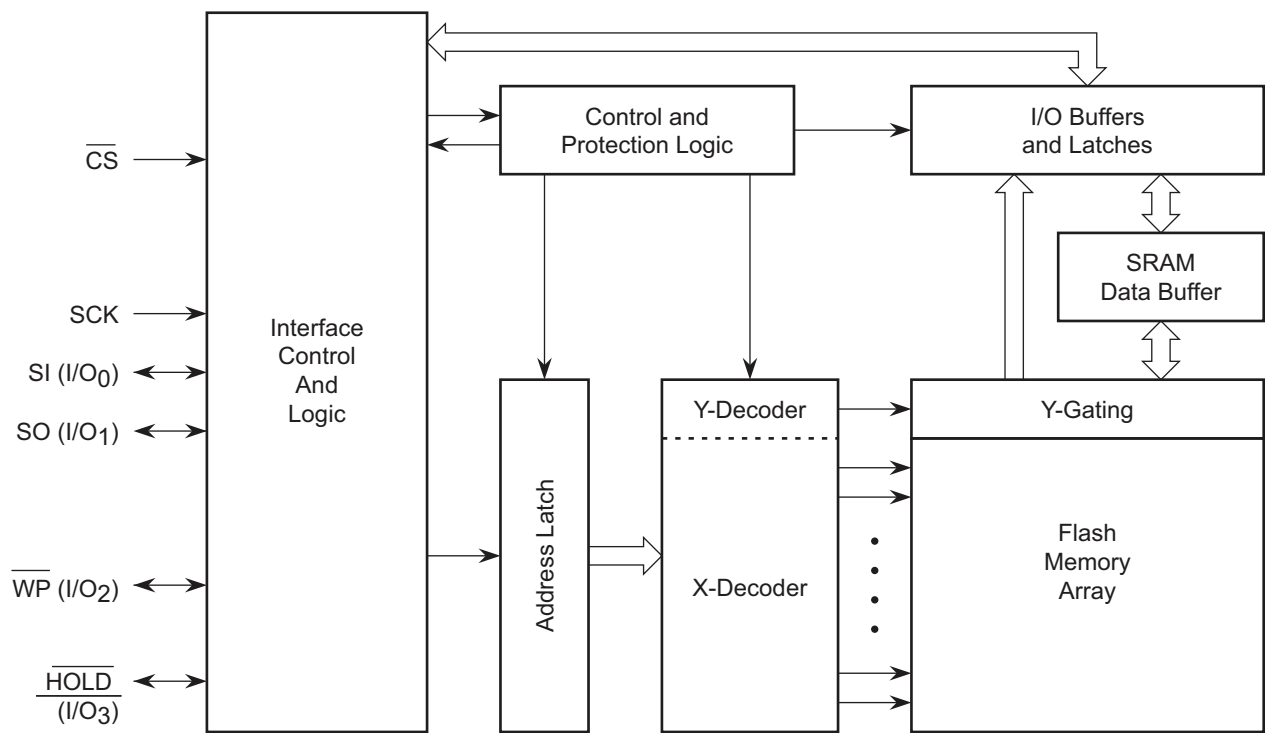 CS
SCK
SI (I/O0)
SO (I/O1)
WP (I/O2)
HOLD
(I/O3)
Interface
Control
And
Logic
Control and
Protection Logic
I/O Buffers
and Latches
SRAM
Data Buffer
Address Latch
Y-Decoder
X-Decoder
Y-Gating
Flash
Memory
Array